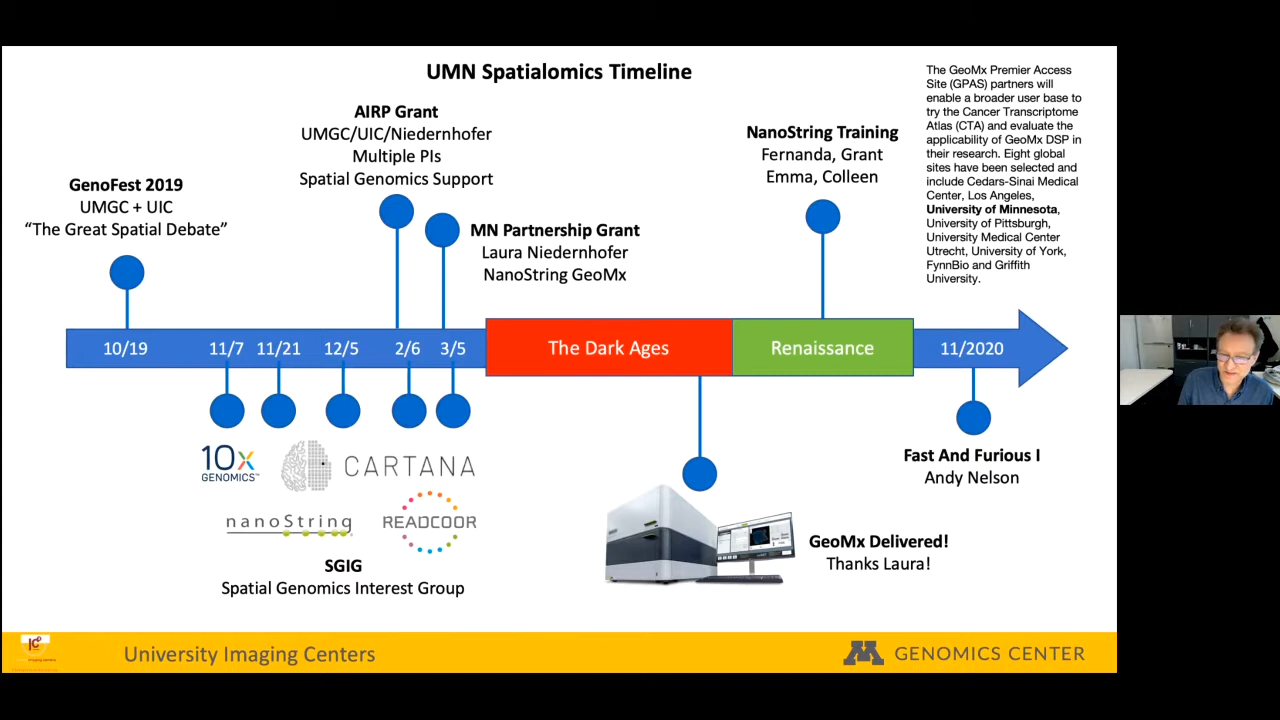 UMN Spatialomics Timeline
The GeoMx Premier Access
Site (GPAS) partners will
enable a broader user base to
try the Cancer Transcriptome
Atlas (CTA) and evaluate the
applicability of GeoMx DSP in
their research. Eight global
sites have been selected and
include Cedars-Sinai Medical
Center, Los Angeles,
University of Minnesota,
University of Pittsburgh,
University Medical Center
Utrecht, University of York,
FynnBio and Griffith
University.
AIRP Grant
UMGC/UIC/Niedernhofer
Multiple PIs
Spatial Genomics Support
NanoString Training
Fernanda, Grant
Emma, Colleen
GenoFest 2019
UMGC + UIC
“The Great Spatial Debate”
MN Partnership Grant
Laura Niedernhofer
NanoString GeoMx
10/19 11/7 11/21 12/5 2/6 3/5 The Dark Ages Renaissance 11/2020
10x
GENOMICS™
CARTANA
nanoString
READCOOR
SGIG
Spatial Genomics Interest Group
Fast And Furious I
Andy Nelson
GeoMx Delivered!
Thanks Laura!
University Imaging Centers
M GENOMICS CENTER